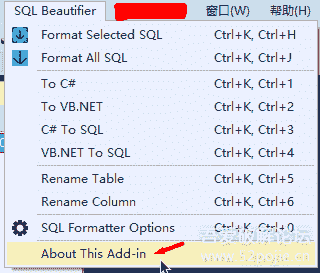 SQL Beautifier 窗口(W) 帮助(H)
Format Selected SQL Ctrl+K, Ctrl+H
Format All SQL Ctrl+K, Ctrl+J
To C# Ctrl+K, Ctrl+1
To VB.NET Ctrl+K, Ctrl+2
C# To SQL Ctrl+K, Ctrl+3
VB.NET To SQL Ctrl+K, Ctrl+4
Rename Table Ctrl+K, Ctrl+5
Rename Column Ctrl+K, Ctrl+6
SQL Formatter Options Ctrl+K, Ctrl+0
About This Add-in